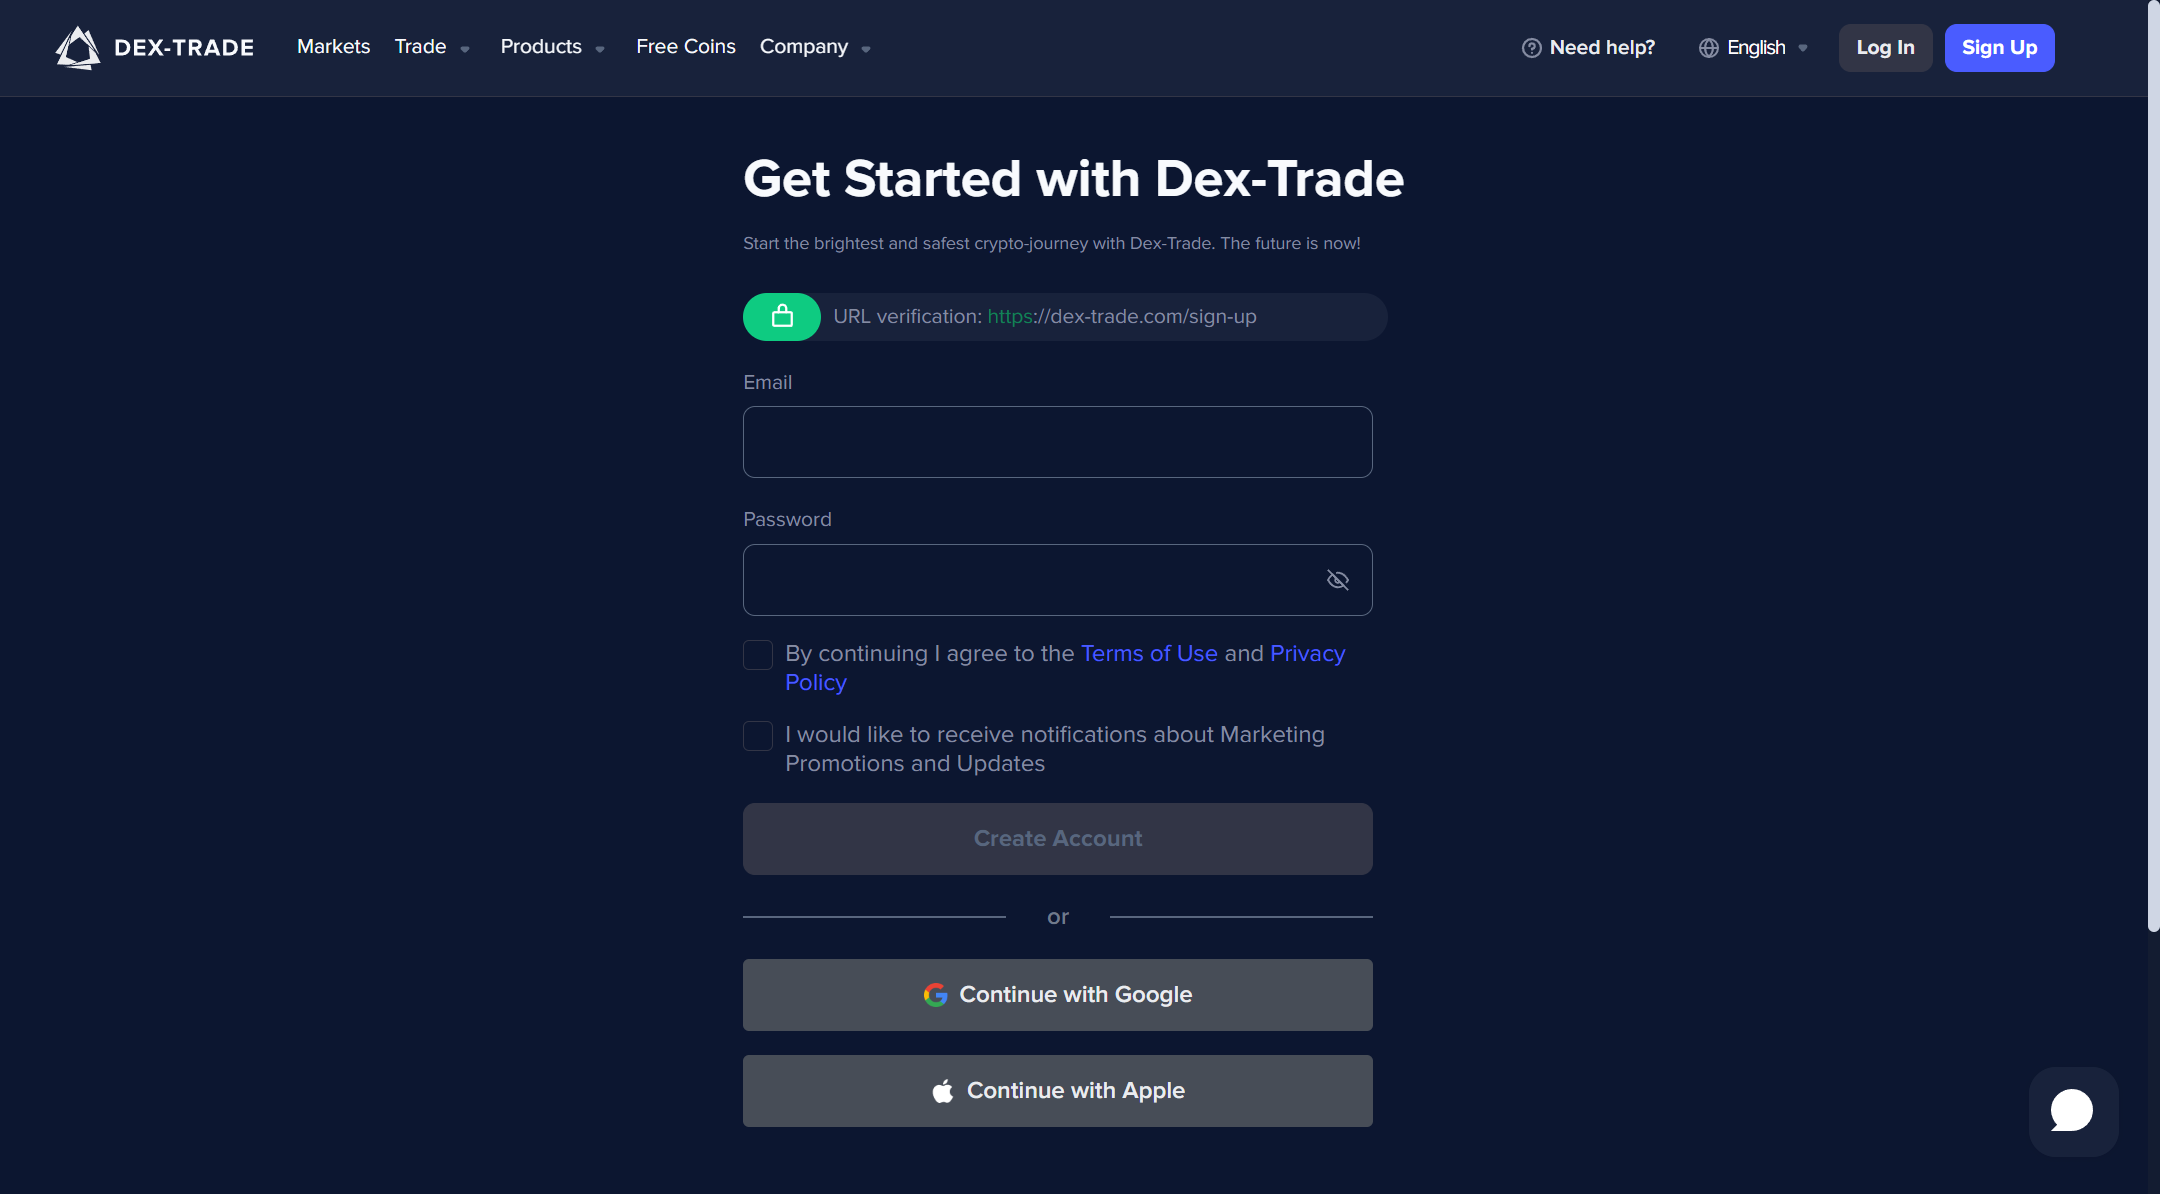 DEX-TRADE Markets Trade Products Free Coins Company Need help? English Log In Sign Up
Get Started with Dex-Trade
Start the brightest and safest crypto-journey with Dex-Trade. The future is now!
URL verification: https://dex-trade.com/sign-up
Email
Password
By continuing I agree to the Terms of Use and Privacy
Policy
I would like to receive notifications about Marketing
Promotions and Updates
Create Account
or
Continue with Google
Continue with Apple